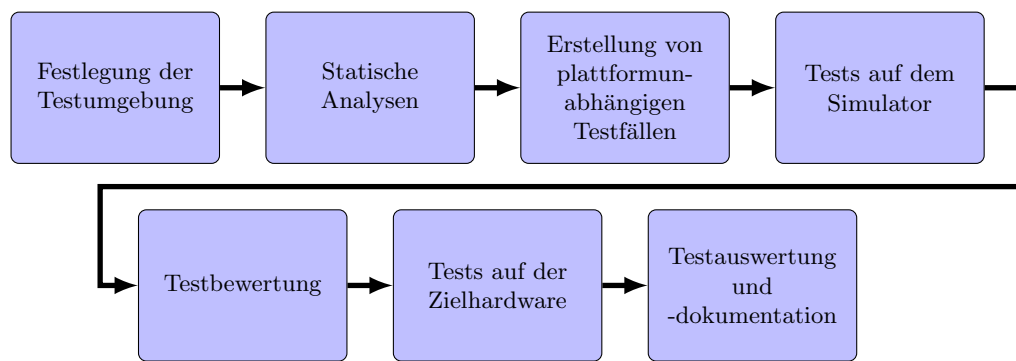 Festlegung der
Testumgebung
Statische
Analysen
Erstellung von
plattformun-
abhängigen
Testfällen
Tests auf dem
Simulator
Testbewertung
Tests auf der
Zielhardware
Testauswertung
und
-dokumentation